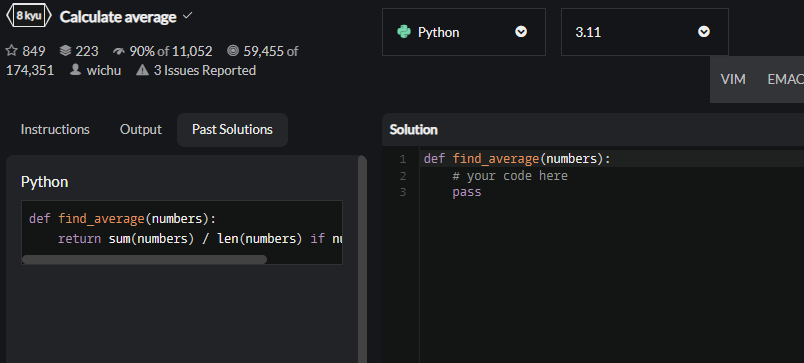 8 kyu Calculate average
849 223 90% of 11,052 59,455 of
174,351 wichu 3 Issues Reported
Python 3.11
VIM EMAC
Instructions Output Past Solutions
Solution
Python
def find_average(numbers):
return sum(numbers) / len(numbers) if nu
1 def find_average(numbers):
2 # your code here
3 pass